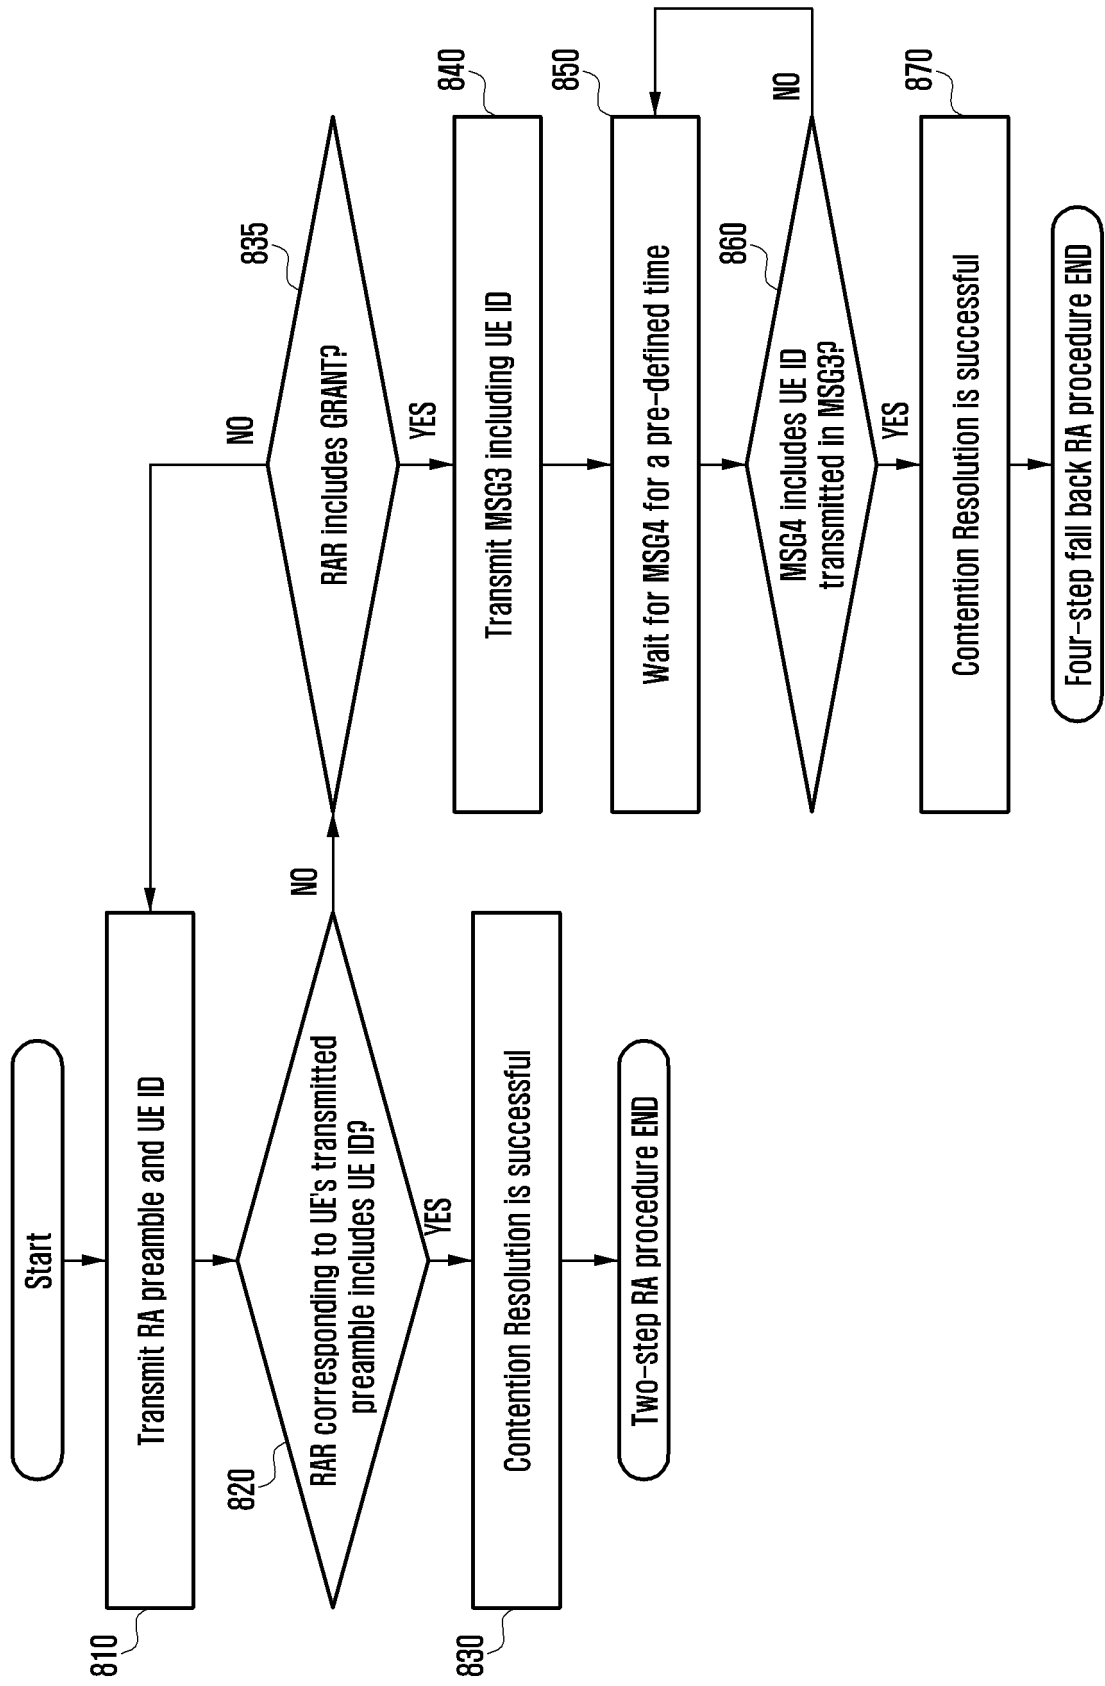 Start
810
Transmit RA preamble and UE ID
820
RAR corresponding to UE's transmitted
preamble includes UE ID?
NO
YES
830
Contention Resolution is successful
Two-step RA procedure END
835
RAR includes GRANT?
NO
YES
840
Transmit MSG3 including UE ID
850
Wait for MSG4 for a pre-defined time
860
MSG4 includes UE ID
transmitted in MSG3?
NO
YES
870
Contention Resolution is successful
Four-step fall back RA procedure END